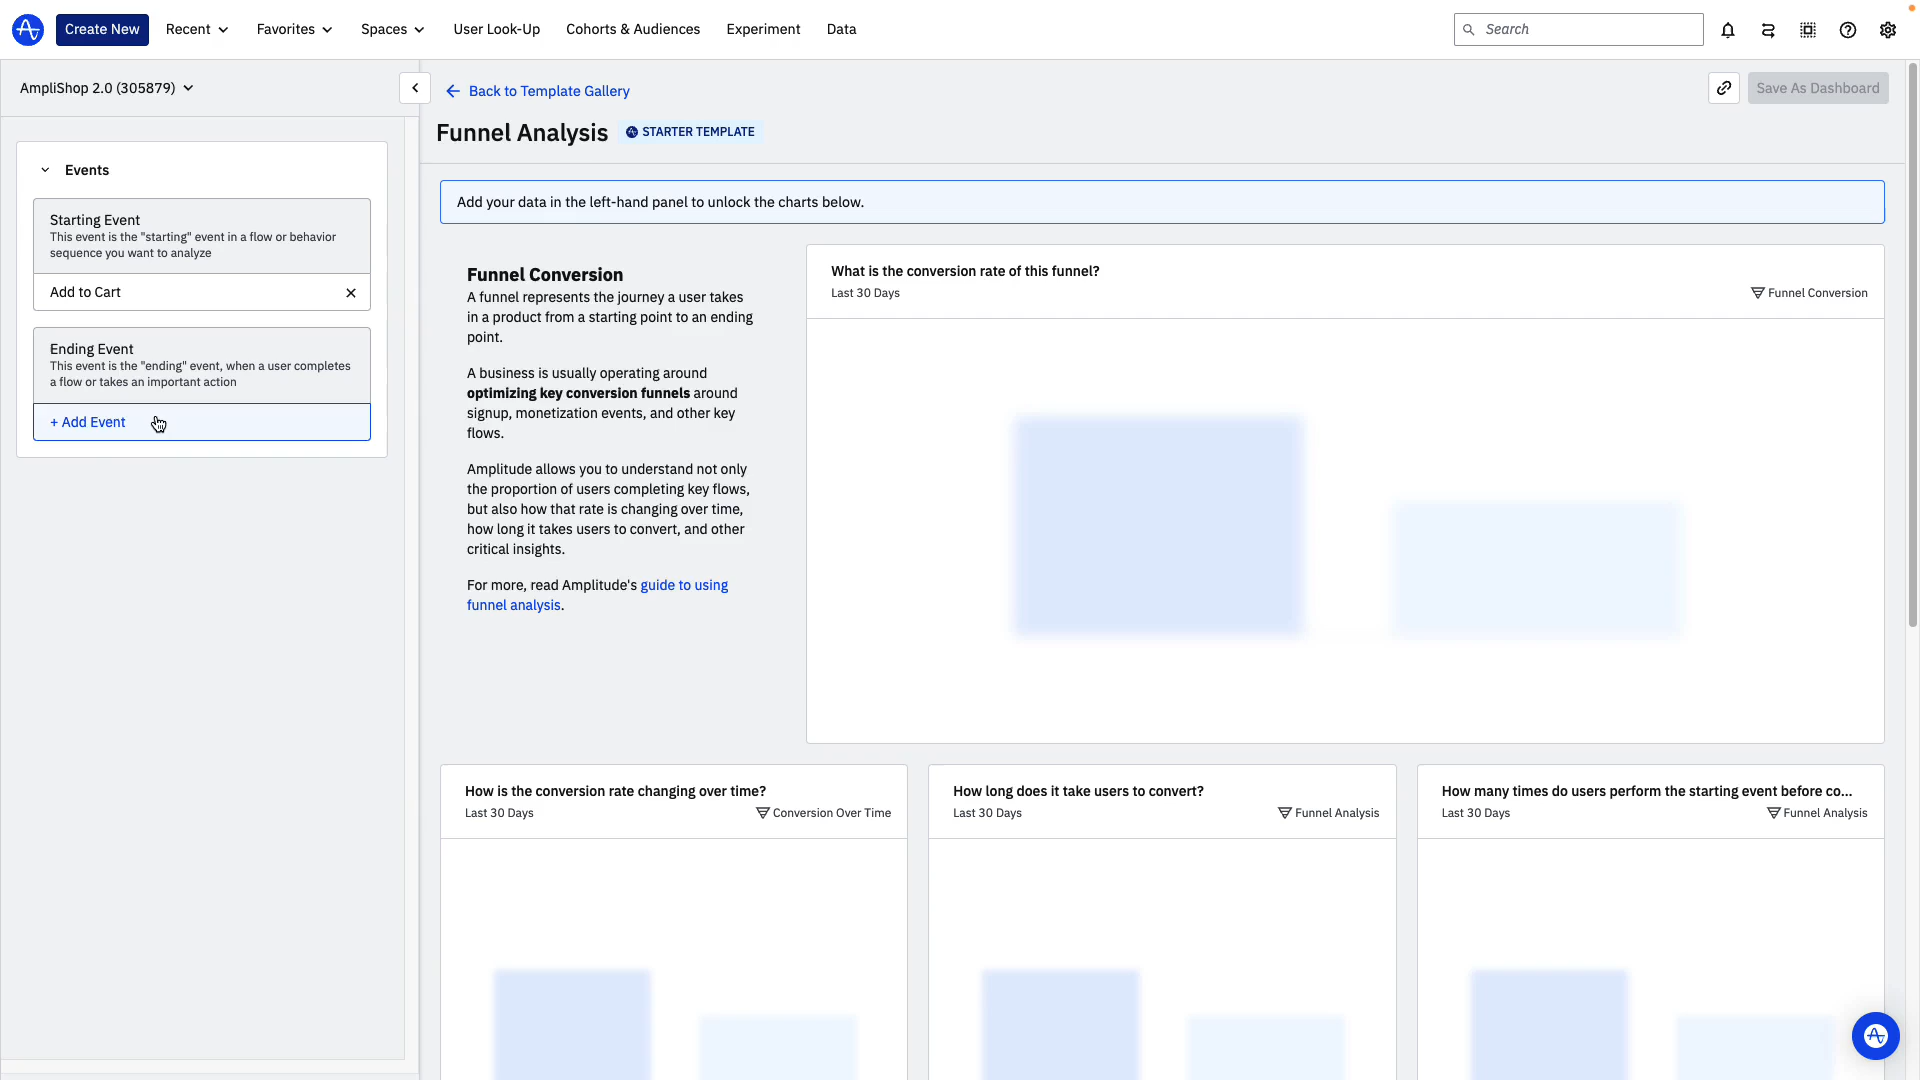 Create New
Recent
Favorites
Spaces
User Look-Up
Cohorts & Audiences
Experiment
Data
Search
AmpliShop 2.0 (305879)
Back to Template Gallery
Save As Dashboard
Funnel Analysis
STARTER TEMPLATE
Events
Starting Event
This event is the "starting" event in a flow or behavior
sequence you want to analyze
Add to Cart
Ending Event
This event is the "ending" event, when a user completes
a flow or takes an important action
+ Add Event
Add your data in the left-hand panel to unlock the charts below.
Funnel Conversion
A funnel represents the journey a user takes
in a product from a starting point to an ending
point.
A business is usually operating around
optimizing key conversion funnels around
signup, monetization events, and other key
flows.
Amplitude allows you to understand not only
the proportion of users completing key flows,
but also how that rate is changing over time,
how long it takes users to convert, and other
critical insights.
For more, read Amplitude's guide to using
funnel analysis.
What is the conversion rate of this funnel?
Last 30 Days
Funnel Conversion
How is the conversion rate changing over time?
Last 30 Days
Conversion Over Time
How long does it take users to convert?
Last 30 Days
Funnel Analysis
How many times do users perform the starting event before co...
Last 30 Days
Funnel Analysis